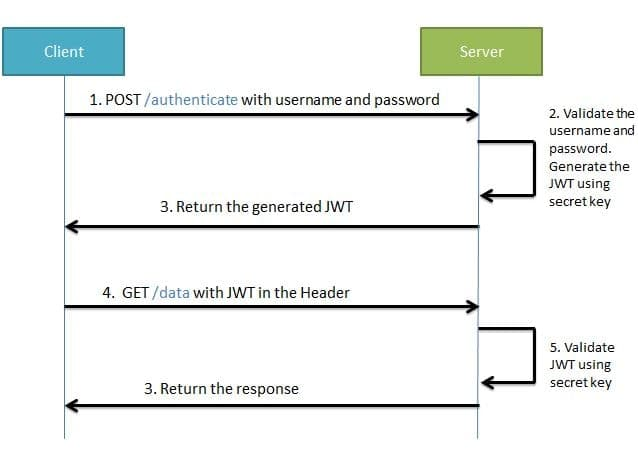 Client
Server
1. POST /authenticate with username and password
2. Validate the
username and
password.
Generate the
JWT using
secret key
3. Return the generated JWT
4. GET /data with JWT in the Header
5. Validate
JWT using
secret key
3. Return the response